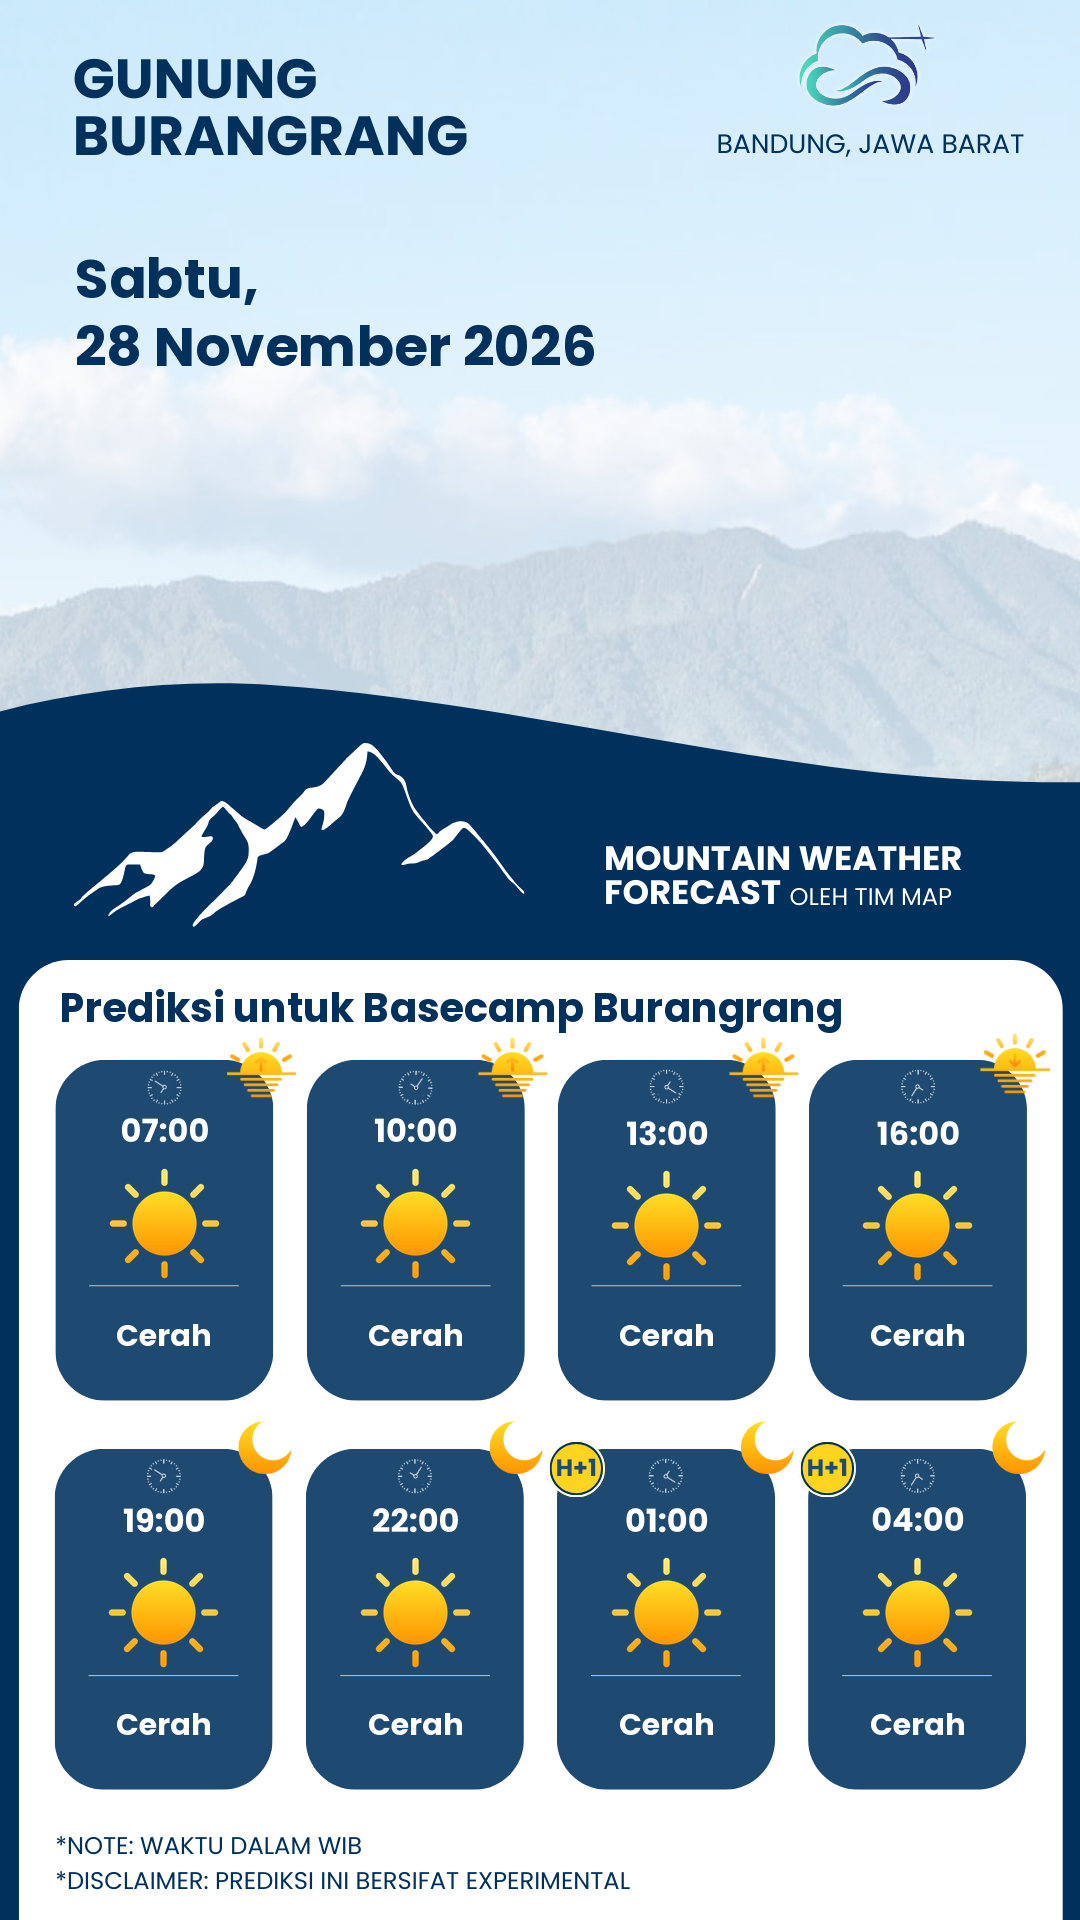 GUNUNG
BURANGRANG
BANDUNG, JAWA BARAT
Sabtu,
28 November 2026
MOUNTAIN WEATHER
FORECAST OLEH TIM MAP
Prediksi untuk Basecamp Burangrang
07:00
10:00
13:00
16:00
Cerah
Cerah
Cerah
Cerah
H+1
H+1
19:00
22:00
01:00
04:00
Cerah
Cerah
Cerah
Cerah
*NOTE: WAKTU DALAM WIB
*DISCLAIMER: PREDIKSI INI BERSIFAT EXPERIMENTAL